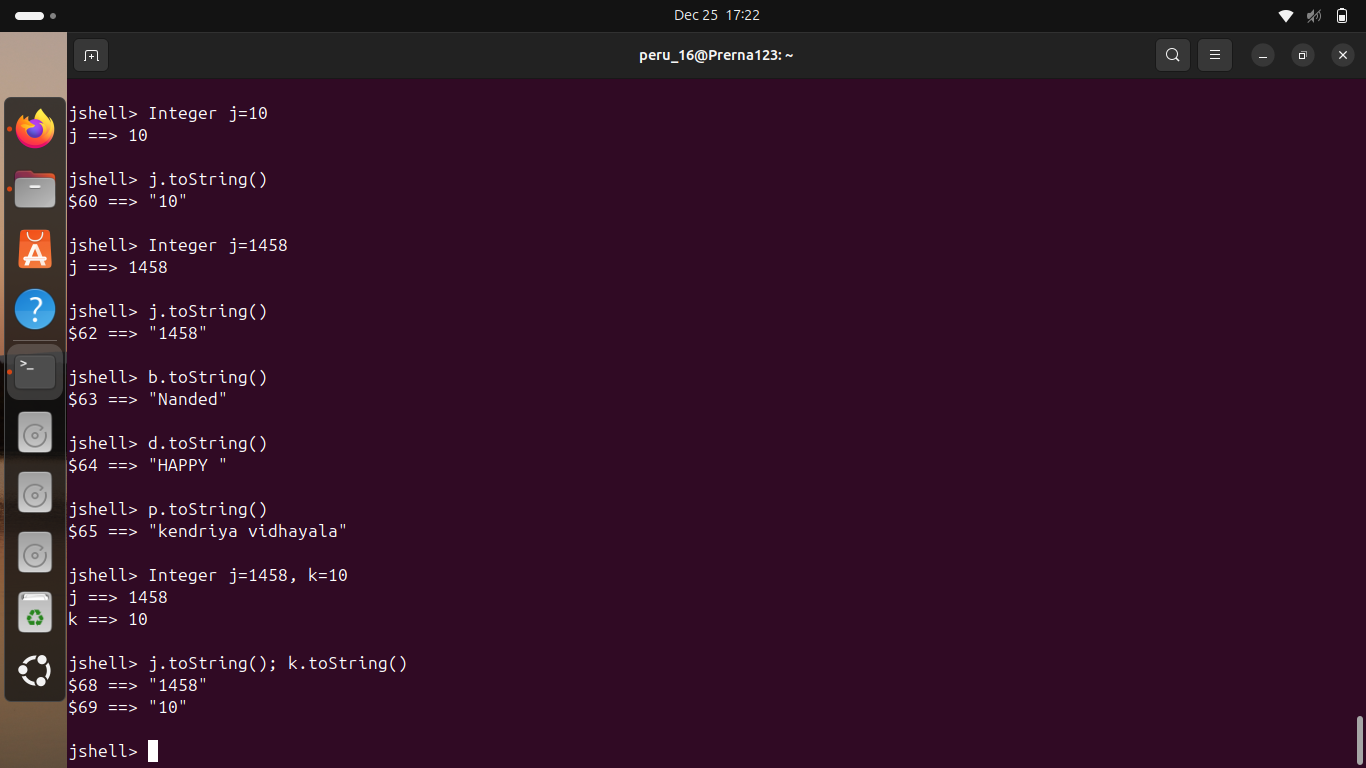 Dec 25 17:22
peru_16@Prerna123: ~
jshell> Integer j=10
j ==> 10
jshell> j.toString()
$60 ==> "10"
jshell> Integer j=1458
j ==> 1458
jshell> j.toString()
$62 ==> "1458"
jshell> b.toString()
$63 ==> "Nanded"
jshell> d.toString()
$64 ==> "HAPPY "
jshell> p.toString()
$65 ==> "kendriya vidhayala"
jshell> Integer j=1458, k=10
j ==> 1458
k ==> 10
jshell> j.toString(); k.toString()
$68 ==> "1458"
$69 ==> "10"
jshell>